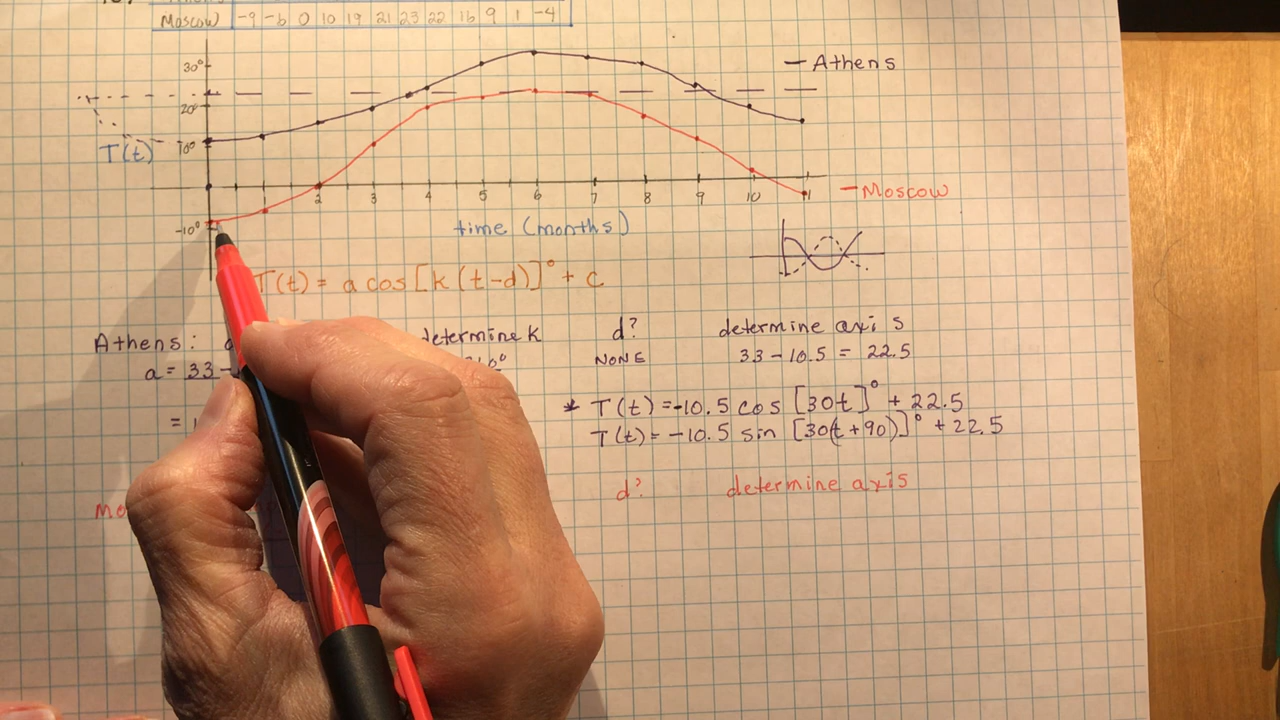 Moscow -9 -6 0 10 19 21 23 22 16 9 1 -4
30°
— Athens
20°
T(t) 10°
2 3 4 5 6 7 8 9 10 11
— Moscow
-10°
time (months)
T(t) = a cos [k (t-d)]° + c
Athens: determine k d? determine axis
a = 33 - NONE 33 - 10.5 = 22.5
* T(t) = -10.5 cos [30t]° + 22.5
=
T(t) = -10.5 sin [30(t+90)]° + 22.5
d? determine axis